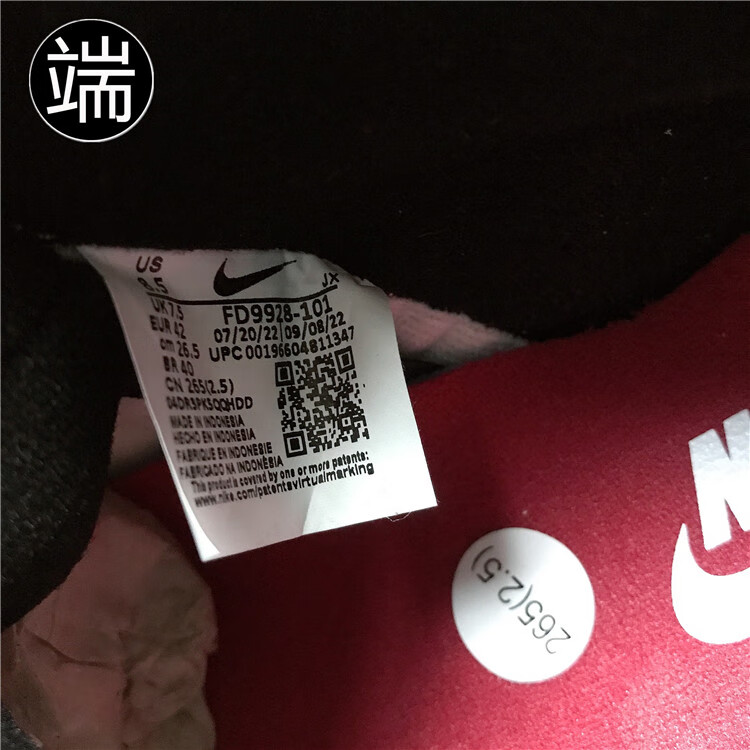 端
US
8.5
JX
UK 7.5
FD9928-101
EUR 42
07/20/22 09/08/22
cm 26.5
UPC 00196604811347
BR 40
CN 265(2.5)
04DR3PK5QQHDD
MADE IN INDONESIA
HECHO EN INDONESIA
FABRIQUE EN INDONESIE
FABRICADO NA INDONÉSIA
This product is covered by one or more patents:
www.nike.com/patentsvirtualmarking
265(2.5)